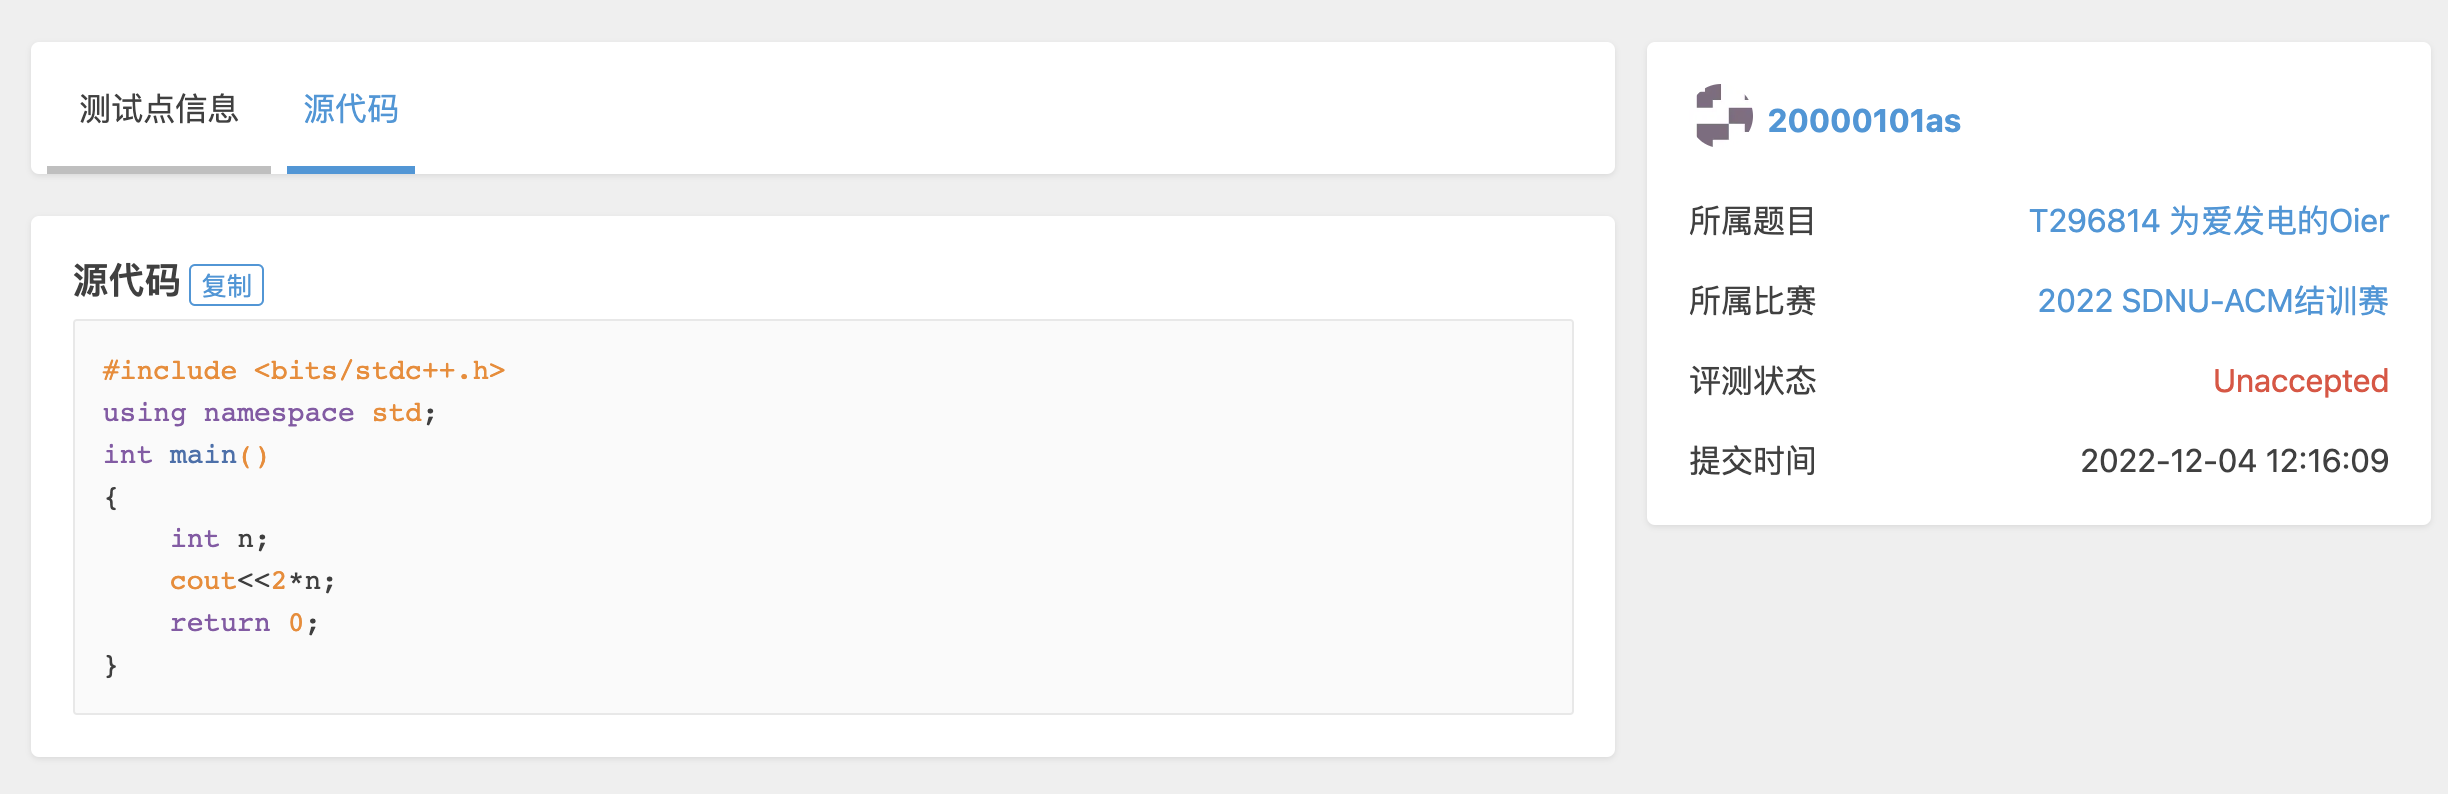 测试点信息 源代码
源代码 复制
#include <bits/stdc++.h>
using namespace std;
int main()
{
    int n;
    cout<<2*n;
    return 0;
}
20000101as
所属题目 T296814 为爱发电的Oier
所属比赛 2022 SDNU-ACM结训赛
评测状态 Unaccepted
提交时间 2022-12-04 12:16:09